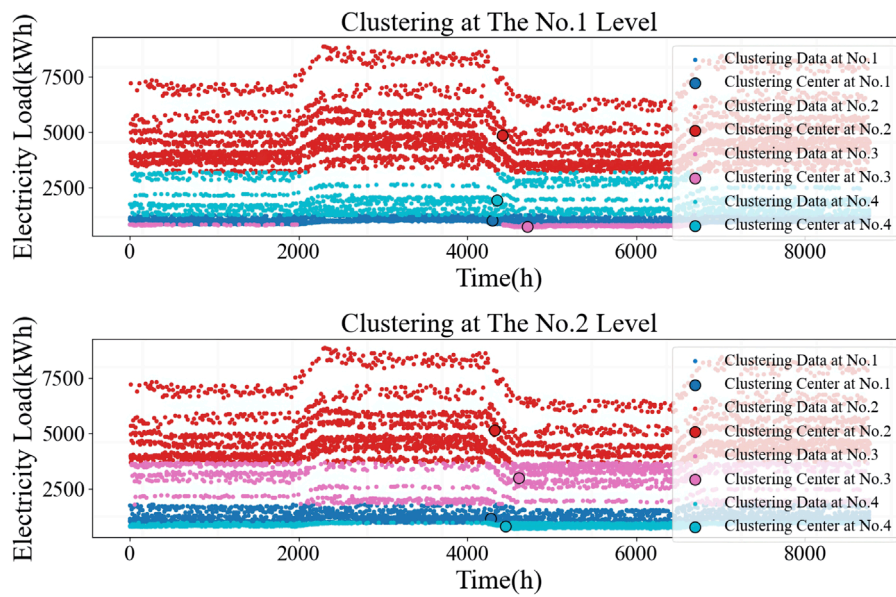 Clustering at The No.1 Level
Electricity Load(kWh)
7500
5000
2500
0
2000
4000
6000
8000
Time(h)
Clustering Data at No.1
Clustering Center at No.1
Clustering Data at No.2
Clustering Center at No.2
Clustering Data at No.3
Clustering Center at No.3
Clustering Data at No.4
Clustering Center at No.4
Clustering at The No.2 Level
Electricity Load(kWh)
7500
5000
2500
0
2000
4000
6000
8000
Time(h)
Clustering Data at No.1
Clustering Center at No.1
Clustering Data at No.2
Clustering Center at No.2
Clustering Data at No.3
Clustering Center at No.3
Clustering Data at No.4
Clustering Center at No.4